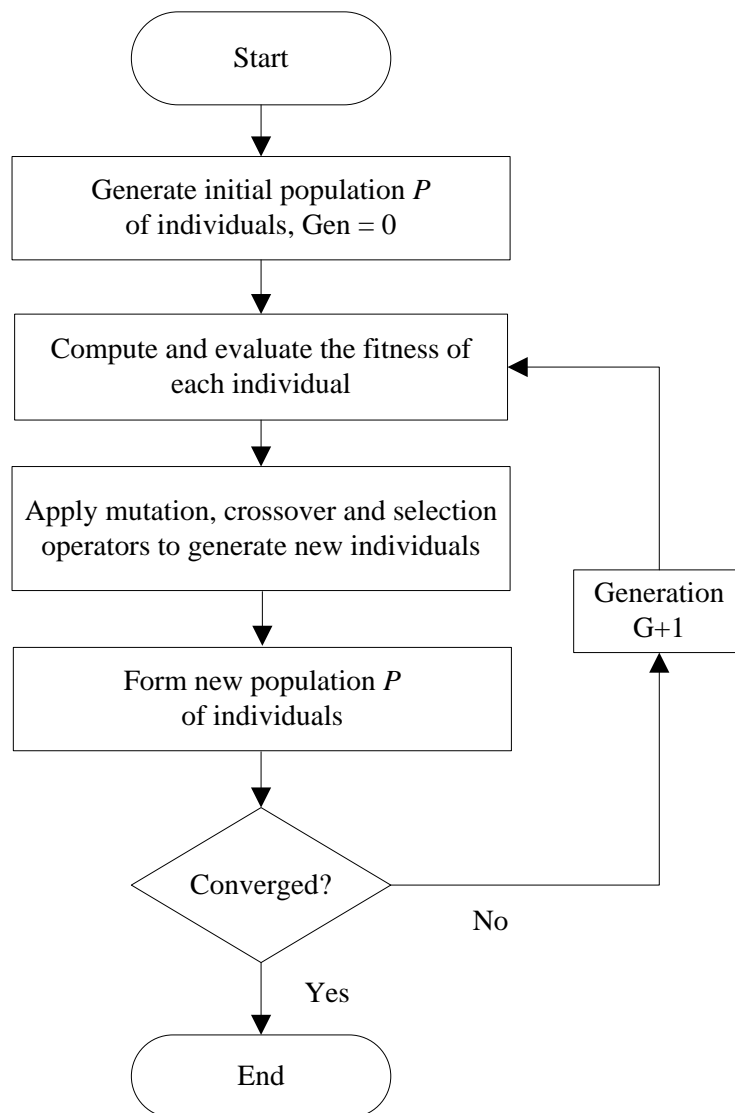 Start
Generate initial population P
of individuals, Gen = 0
Compute and evaluate the fitness of
each individual
Apply mutation, crossover and selection
operators to generate new individuals
Generation
G+1
Form new population P
of individuals
Converged?
No
Yes
End